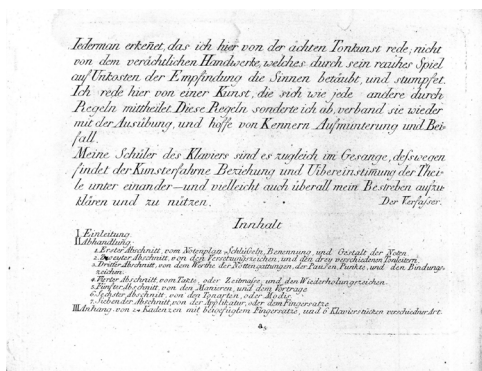 Iederman erkeñet, das ich hier von der ächten Tonkunst rede; nicht
von dem verächtlichen Handwerke, welches durch sein rauhes Spiel
auf Unkosten der Empfindung die Sinnen betäubt, und stumpfet.
Ich rede hier von einer Kunst, die sich wie jede andere durch
Regeln mittheilet. Diese Regeln sonderte ich ab, verband sie wieder
mit der Ausübung, und hoffe von Kennern Aufmunterung und Bei-
fall.
Meine Schüler des Klaviers sind es zugleich im Gesange, deßwegen
findet der Kunsterfahrne Beziehung und Uibereinstim̃ung der Thei-
le unter einander — und vielleicht auch überall mein Bestreben aufzu-
klären und zu nützen. Der Verfasser.
Innhalt
I. Einleitung.
II. Abhandlung.
1. Erster Abschnitt, vom Notenplan, Schlüßeln, Benennung, und Gestalt der Noten
2. Zweyter Abschnitt, von den Versetzungszeichen, und den drey verschiedenen Tonleitern.
3. Dritter Abschnitt, von dem Werthe der Nottengattungen, der Pausen, Punkte, und den Bindungs-
zeichen.
4. Vierter Abschnitt, vom Takte, oder Zeitmaße, und den Wiederholungszeichen.
5. Fünfter Abschnitt, von den Manieren, und dem Vortrage
6. Sechster Abschnitt, von den Tonarten, oder Modis.
7. Siebender Abschnitt, von der Applikatur, oder dem Fingersatze.
III. Anhang, von 24 Kadenzen mit beigefügtem Fingersatze, und 6 Klavierstücken verschiedner Art.